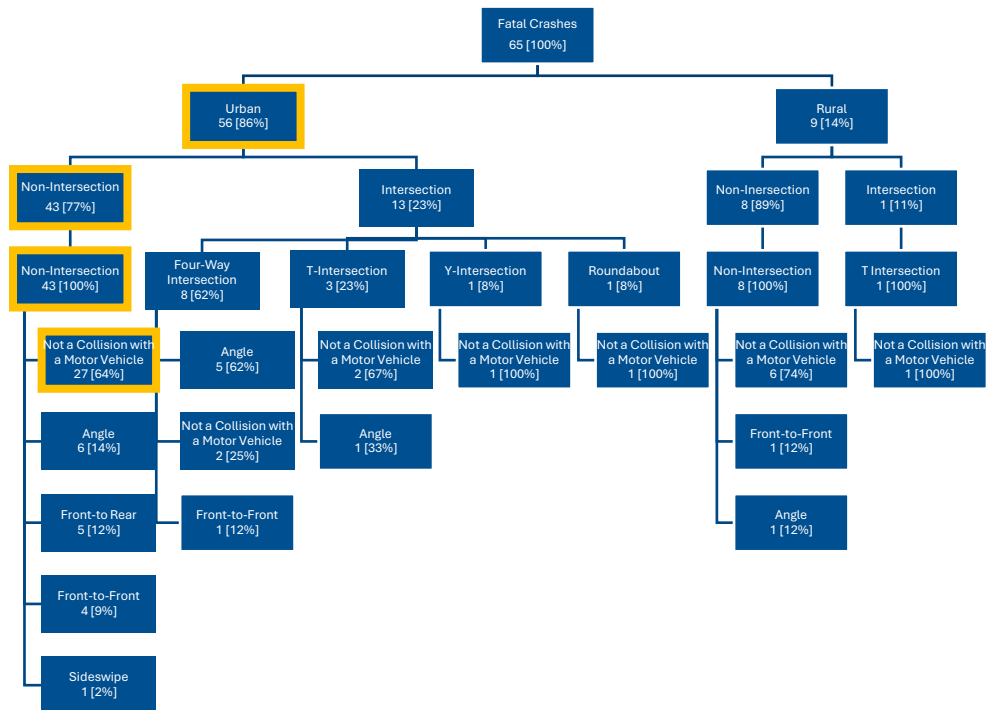 Fatal Crashes
65 [100%]
Urban
56 [86%]
Rural
9 [14%]
Non-Intersection
43 [77%]
Intersection
13 [23%]
Non-Inersection
8 [89%]
Intersection
1 [11%]
Non-Intersection
43 [100%]
Four-Way
Intersection
8 [62%]
T-Intersection
3 [23%]
Y-Intersection
1 [8%]
Roundabout
1 [8%]
Non-Intersection
8 [100%]
T Intersection
1 [100%]
Not a Collision with
a Motor Vehicle
27 [64%]
Angle
5 [62%]
Not a Collision with
a Motor Vehicle
2 [67%]
Not a Collision with
a Motor Vehicle
1 [100%]
Not a Collision with
a Motor Vehicle
1 [100%]
Not a Collision with
a Motor Vehicle
6 [74%]
Not a Collision with
a Motor Vehicle
1 [100%]
Angle
6 [14%]
Not a Collision with
a Motor Vehicle
2 [25%]
Angle
1 [33%]
Front-to-Front
1 [12%]
Front-to Rear
5 [12%]
Front-to-Front
1 [12%]
Angle
1 [12%]
Front-to-Front
4 [9%]
Sideswipe
1 [2%]